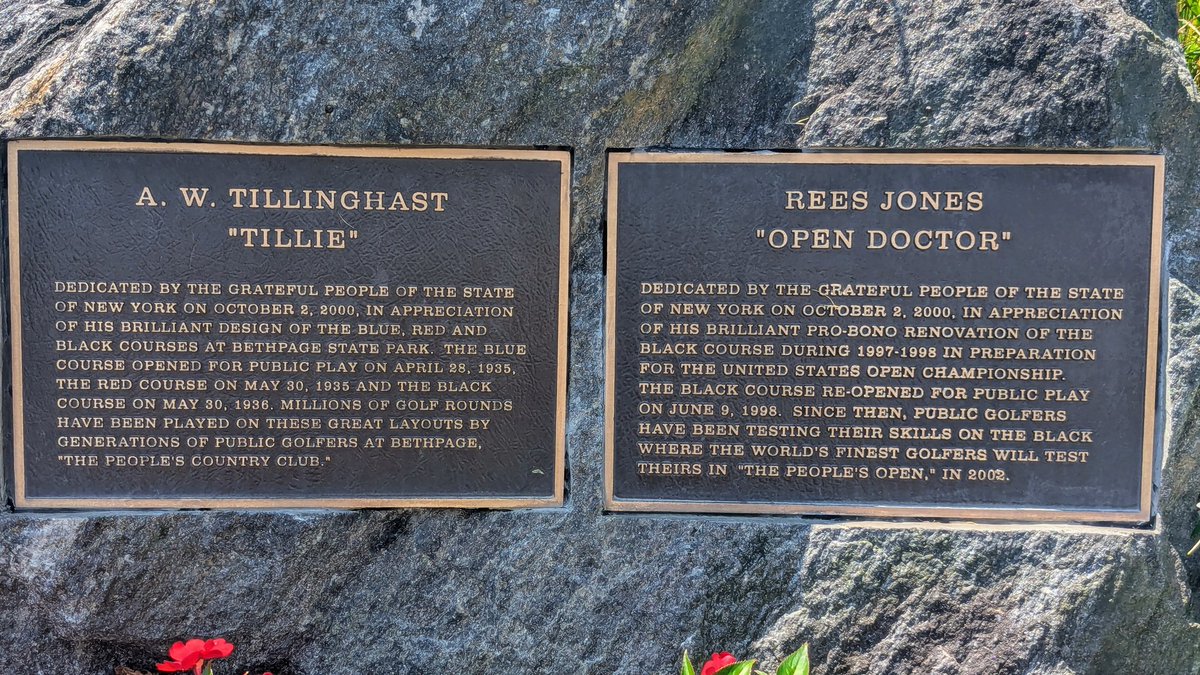 A. W. TILLINGHAST
"TILLIE"
DEDICATED BY THE GRATEFUL PEOPLE OF THE STATE
OF NEW YORK ON OCTOBER 2, 2000, IN APPRECIATION
OF HIS BRILLIANT DESIGN OF THE BLUE, RED AND
BLACK COURSES AT BETHPAGE STATE PARK. THE BLUE
COURSE OPENED FOR PUBLIC PLAY ON APRIL 28, 1935,
THE RED COURSE ON MAY 30, 1935 AND THE BLACK
COURSE ON MAY 30, 1936. MILLIONS OF GOLF ROUNDS
HAVE BEEN PLAYED ON THESE GREAT LAYOUTS BY
GENERATIONS OF PUBLIC GOLFERS AT BETHPAGE,
"THE PEOPLE'S COUNTRY CLUB."
REES JONES
"OPEN DOCTOR"
DEDICATED BY THE GRATEFUL PEOPLE OF THE STATE
OF NEW YORK ON OCTOBER 2, 2000, IN APPRECIATION
OF HIS BRILLIANT PRO-BONO RENOVATION OF THE
BLACK COURSE DURING 1997-1998 IN PREPARATION
FOR THE UNITED STATES OPEN CHAMPIONSHIP.
THE BLACK COURSE RE-OPENED FOR PUBLIC PLAY
ON JUNE 9, 1998. SINCE THEN, PUBLIC GOLFERS
HAVE BEEN TESTING THEIR SKILLS ON THE BLACK
WHERE THE WORLD'S FINEST GOLFERS WILL TEST
THEIRS IN "THE PEOPLE'S OPEN," IN 2002.